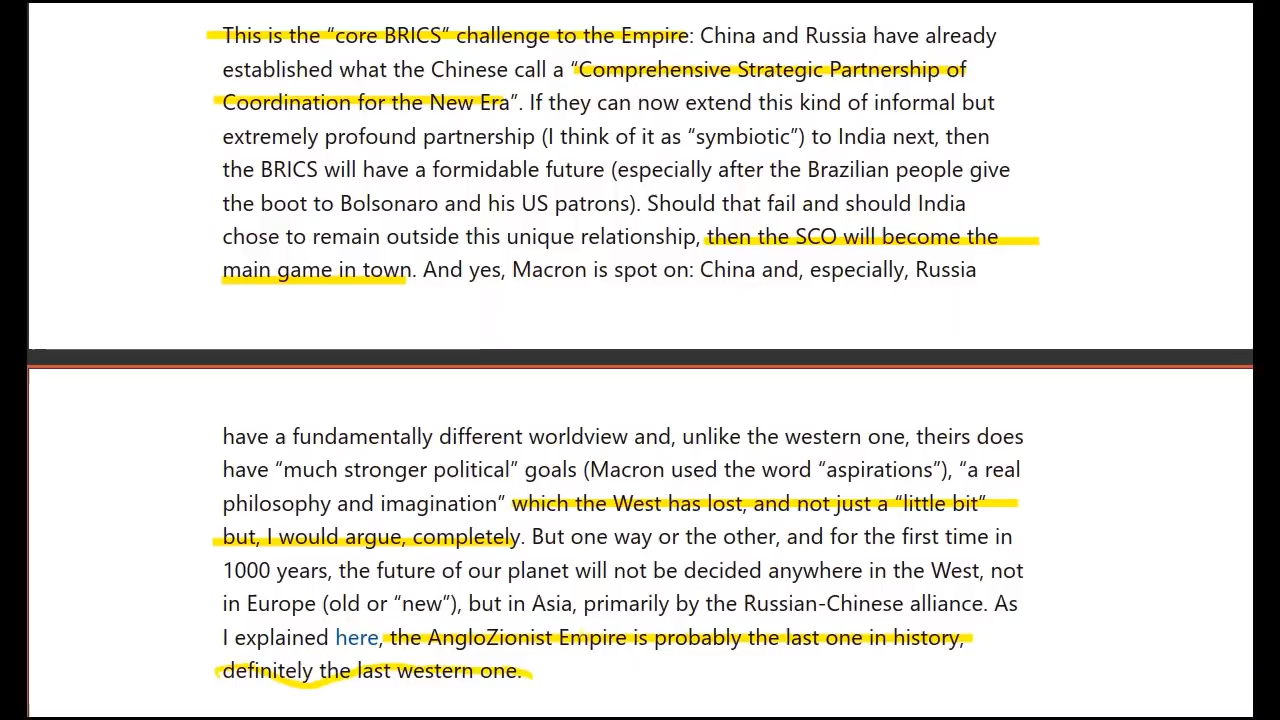 This is the “core BRICS” challenge to the Empire: China and Russia have already
established what the Chinese call a “Comprehensive Strategic Partnership of
Coordination for the New Era”. If they can now extend this kind of informal but
extremely profound partnership (I think of it as “symbiotic”) to India next, then
the BRICS will have a formidable future (especially after the Brazilian people give
the boot to Bolsonaro and his US patrons). Should that fail and should India
chose to remain outside this unique relationship, then the SCO will become the
main game in town. And yes, Macron is spot on: China and, especially, Russia
have a fundamentally different worldview and, unlike the western one, theirs does
have “much stronger political” goals (Macron used the word “aspirations”), “a real
philosophy and imagination” which the West has lost, and not just a “little bit”
but, I would argue, completely. But one way or the other, and for the first time in
1000 years, the future of our planet will not be decided anywhere in the West, not
in Europe (old or “new”), but in Asia, primarily by the Russian-Chinese alliance. As
I explained here, the AngloZionist Empire is probably the last one in history,
definitely the last western one.